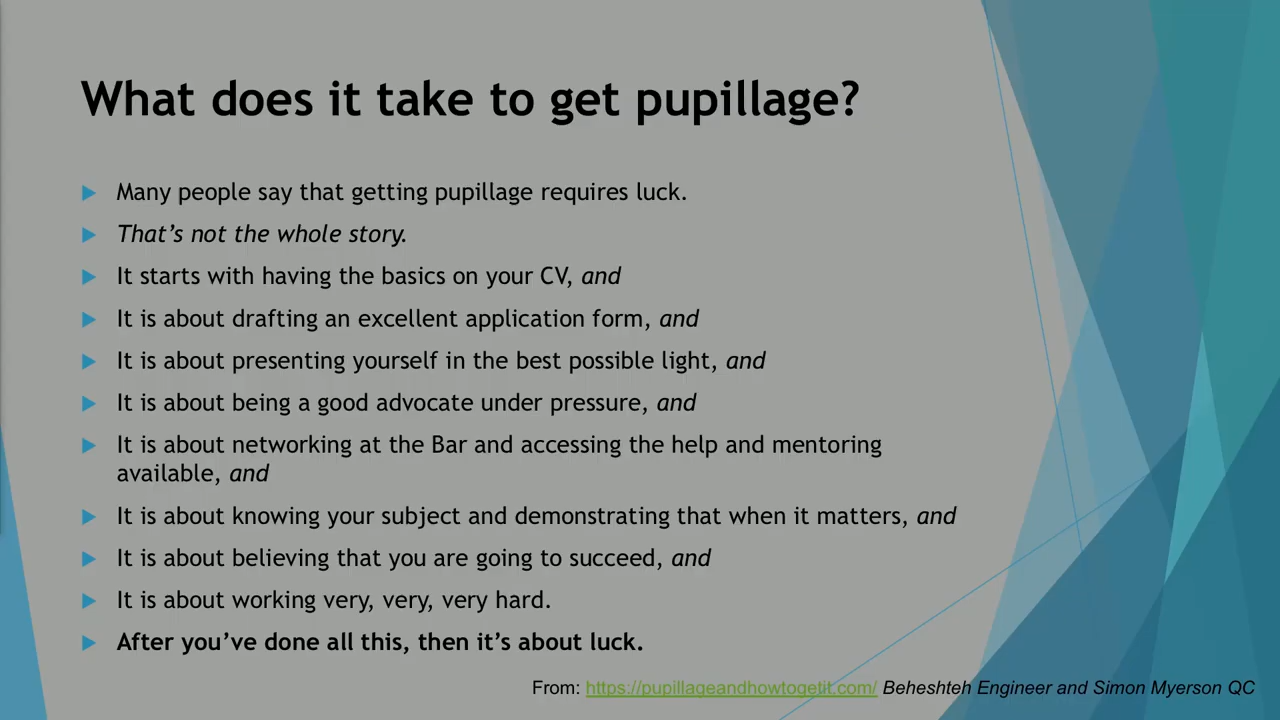 What does it take to get pupillage?
Many people say that getting pupillage requires luck.
That's not the whole story.
It starts with having the basics on your CV, and
It is about drafting an excellent application form, and
It is about presenting yourself in the best possible light, and
It is about being a good advocate under pressure, and
It is about networking at the Bar and accessing the help and mentoring
available, and
It is about knowing your subject and demonstrating that when it matters, and
It is about believing that you are going to succeed, and
It is about working very, very, very hard.
After you've done all this, then it's about luck.
From: https://pupillageandhowtogetit.com/ Beheshteh Engineer and Simon Myerson QC